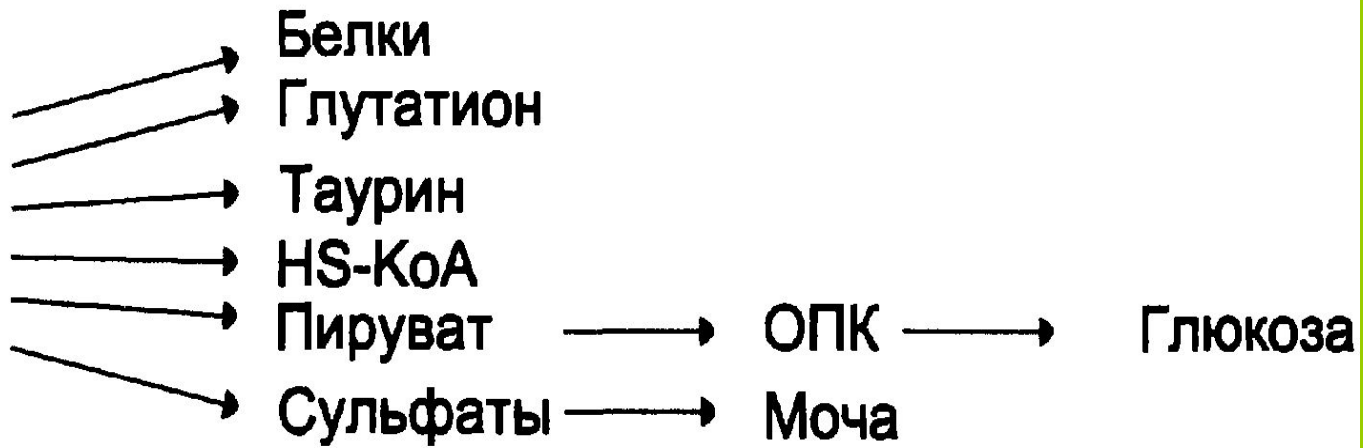 Белки
Глутатион
Таурин
HS-КоА
Пируват ОПК Глюкоза
Сульфаты Моча